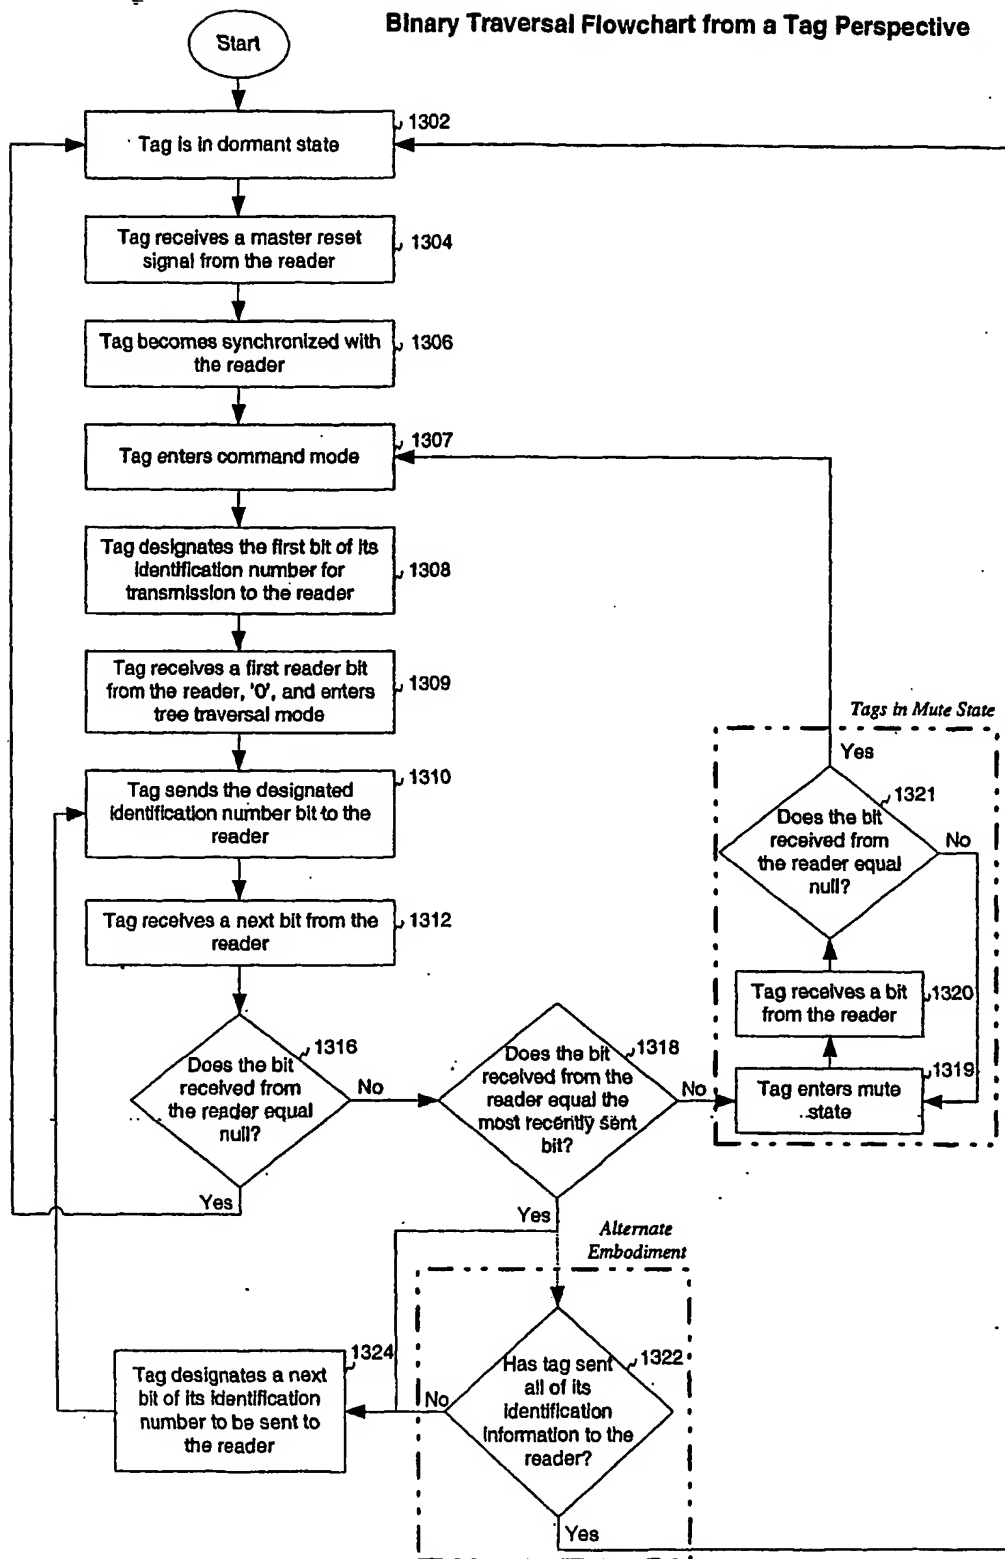 Binary Traversal Flowchart from a Tag Perspective
Start
1302
Tag is in dormant state
Tag receives a master reset
signal from the reader
1304
Tag becomes synchronized with
the reader
1306
1307
Tag enters command mode
Tag designates the first bit of its
identification number for
transmission to the reader
1308
Tag receives a first reader bit
from the reader, '0', and enters
tree traversal mode
1309
Tags in Mute State
Yes
1310
Tag sends the designated
identification number bit to the
reader
1321
Does the bit
received from
the reader equal
null?
No
Tag receives a next bit from the
reader
1312
Tag receives a bit
from the reader
1320
1316
Does the bit
received from
the reader equal
null?
No
1318
Does the bit
received from the
reader equal the
most recently sent
bit?
No
1319
Tag enters mute
state
Yes
Yes
Alternate
Embodiment
1324
Tag designates a next
bit of its identification
number to be sent to
the reader
No
1322
Has tag sent
all of its
identification
information to the
reader?
Yes